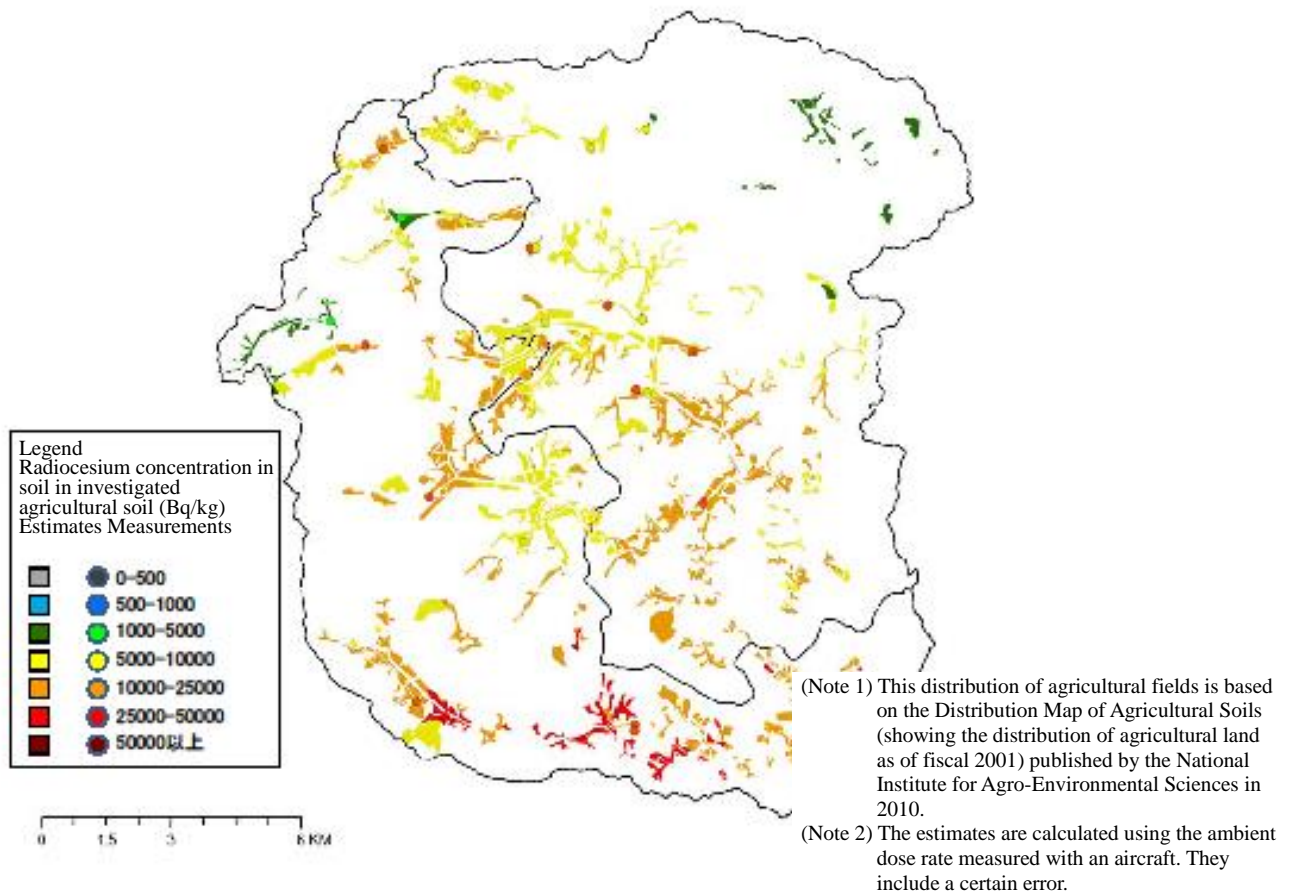 Legend
Radiocesium concentration in
soil in investigated
agricultural soil (Bq/kg)
Estimates Measurements
0-500
500-1000
1000-5000
5000-10000
10000-25000
25000-50000
50000以上
0 1.5 3 6 KM
(Note 1) This distribution of agricultural fields is based
on the Distribution Map of Agricultural Soils
(showing the distribution of agricultural land
as of fiscal 2001) published by the National
Institute for Agro-Environmental Sciences in
2010.
(Note 2) The estimates are calculated using the ambient
dose rate measured with an aircraft. They
include a certain error.